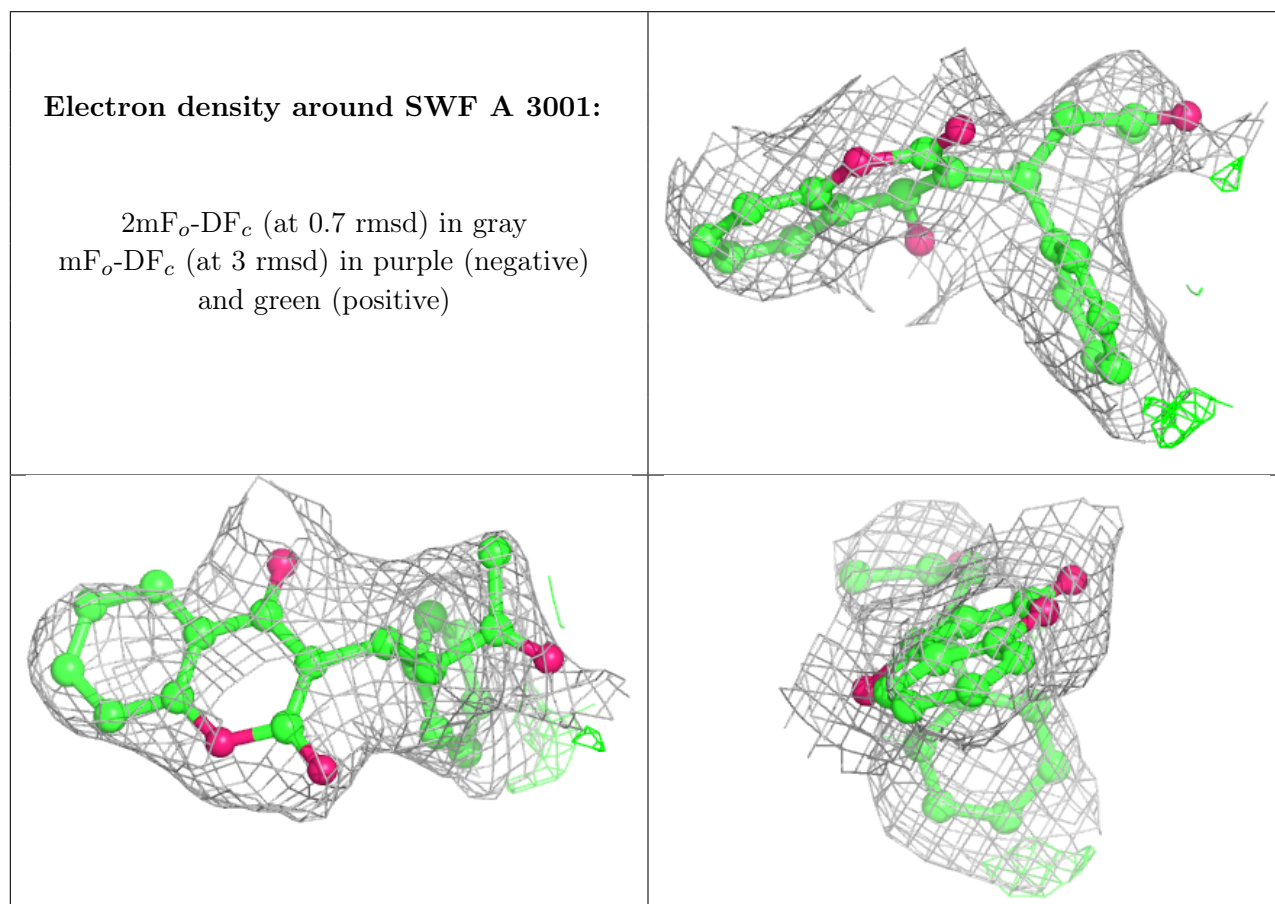 Electron density around SWF A 3001:
2mFo-DFc (at 0.7 rmsd) in gray
mFo-DFc (at 3 rmsd) in purple (negative)
and green (positive)